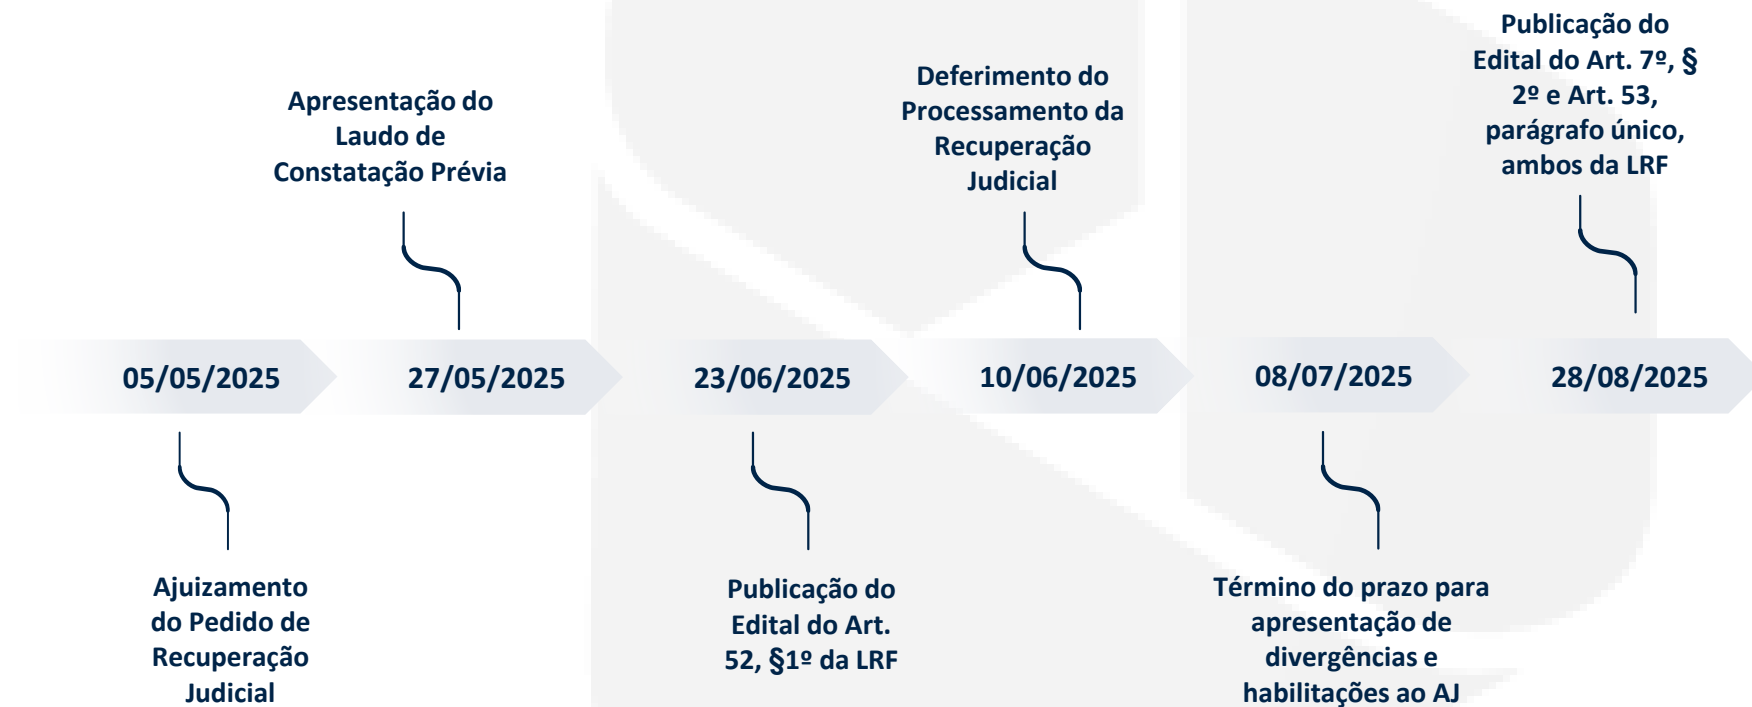 Publicação do
Edital do Art. 7º, §
2º e Art. 53,
parágrafo único,
ambos da LRF
Deferimento do
Processamento da
Recuperação
Judicial
Apresentação do
Laudo de
Constatação Prévia
05/05/2025
27/05/2025
23/06/2025
10/06/2025
08/07/2025
28/08/2025
Ajuizamento
do Pedido de
Recuperação
Judicial
Publicação do
Edital do Art.
52, §1º da LRF
Término do prazo para
apresentação de
divergências e
habilitações ao AJ